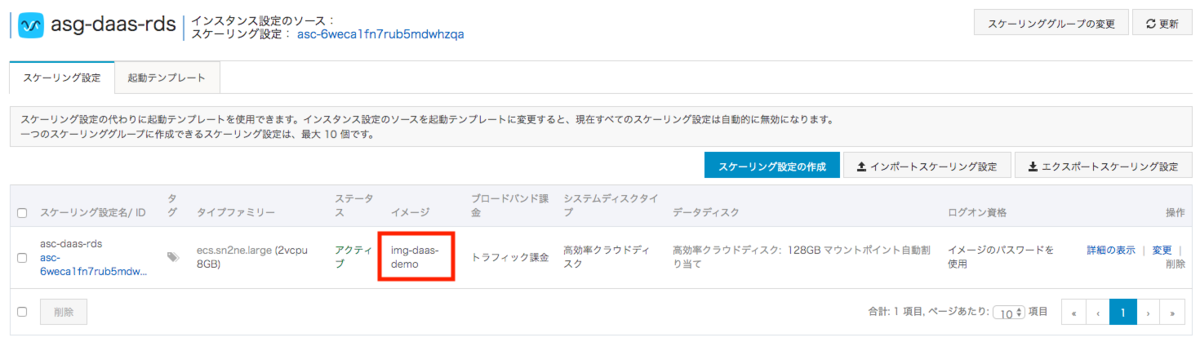 asg-daas-rds
インスタンス設定のソース：
スケーリング設定： asc-6weca1fn7rub5mdwhzqa
スケーリンググループの変更
更新
スケーリング設定
起動テンプレート
スケーリング設定の代わりに起動テンプレートを使用できます。インスタンス設定のソースを起動テンプレートに変更すると、現在すべてのスケーリング設定は自動的に無効になります。
一つのスケーリンググループに作成できるスケーリング設定は、最大 10 個です。
スケーリング設定の作成
インポートスケーリング設定
エクスポートスケーリング設定
スケーリング設定名/ ID
タグ
タイプファミリー
ステータス
イメージ
ブロードバンド課金
システムディスクタイプ
データディスク
ログオン資格
操作
asc-daas-rds
asc-
6weca1fn7rub5mdw...
ecs.sn2ne.large (2vcpu
8GB)
アクティ
ブ
img-daas-
demo
トラフィック課金
高効率クラウドディ
スク
高効率クラウドディスク: 128GB マウントポイント自動割
り当て
イメージのパスワードを
使用
詳細の表示 | 変更 |
削除
削除
合計: 1 項目, ページあたり: 10 項目
« ‹ 1 › »